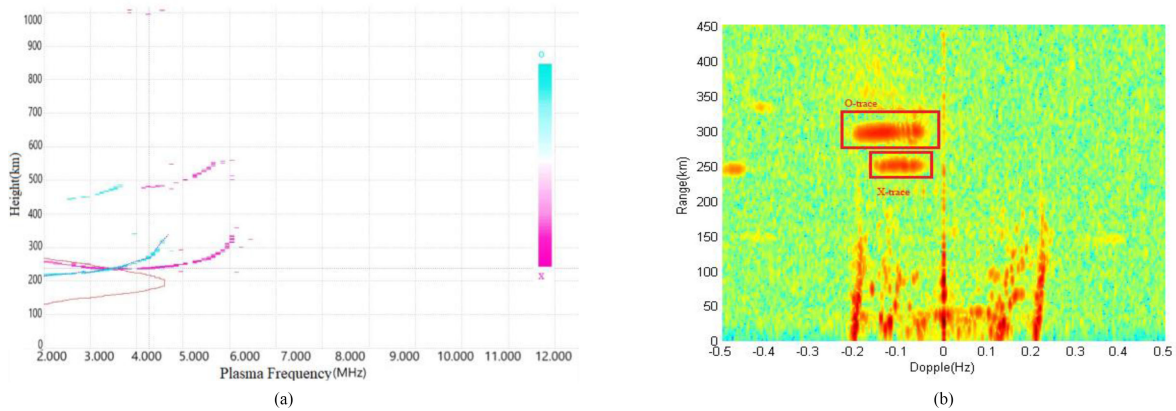 1000
900
800
700
600
500
400
300
200
100
0
Height(km)
2.000 3.000 4.000 5.000 6.000 7.000 8.000 9.000 10.000 11.000 12.000
Plasma Frequency(MHz)
O
X
(a)
450
400
350
300
250
200
150
100
50
0
Range(km)
O-trace
X-trace
-0.5 -0.4 -0.3 -0.2 -0.1 0 0.1 0.2 0.3 0.4 0.5
Dopple(Hz)
(b)